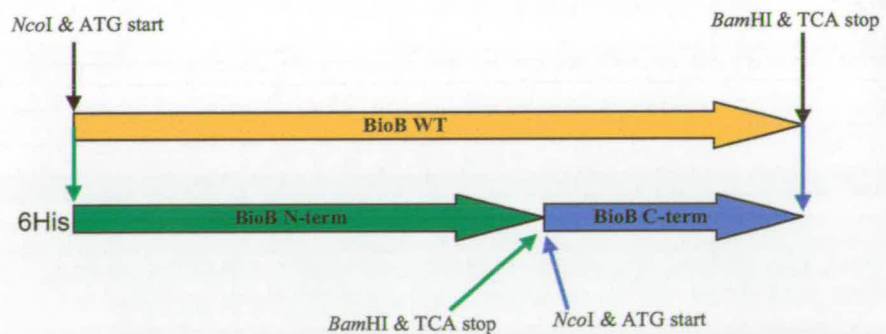 NcoI & ATG start
BamHI & TCA stop
BioB WT
6His
BioB N-term
BioB C-term
BamHI & TCA stop
NcoI & ATG start